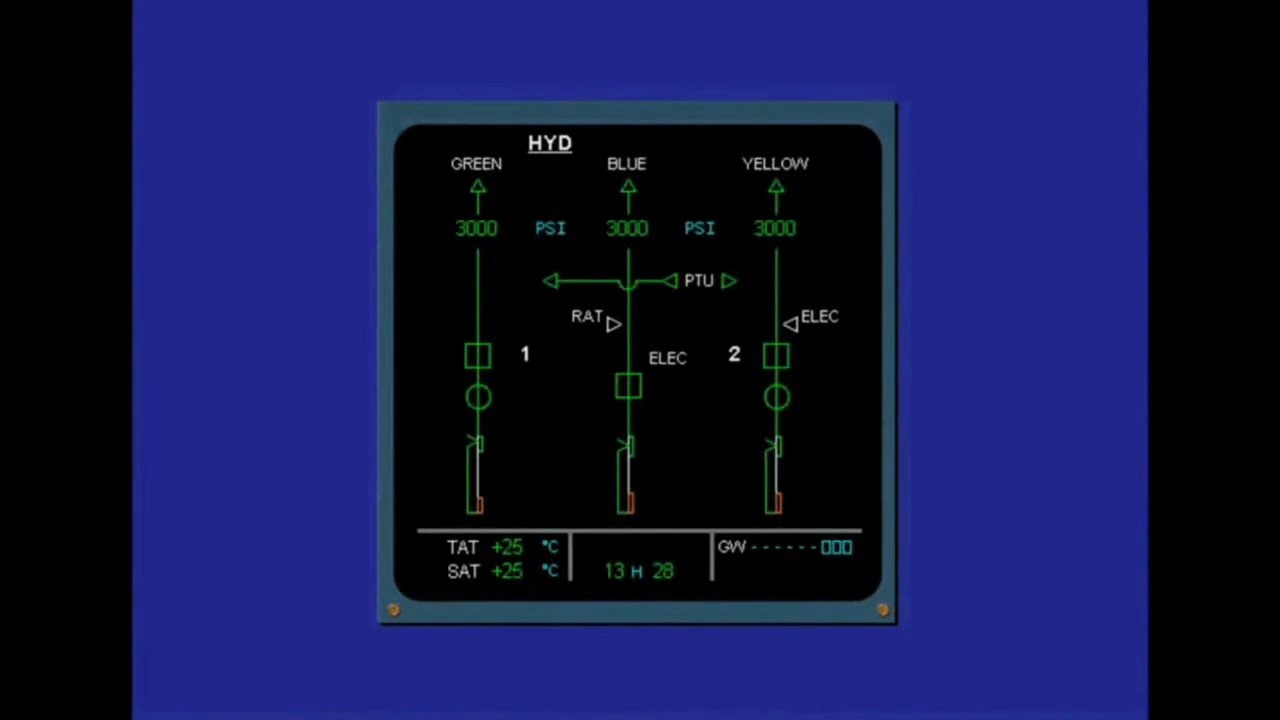 HYD
GREEN BLUE YELLOW
3000 PSI 3000 PSI 3000
PTU
RAT ELEC
1 ELEC 2
TAT +25 °C GW ------
SAT +25 °C 13 H 28